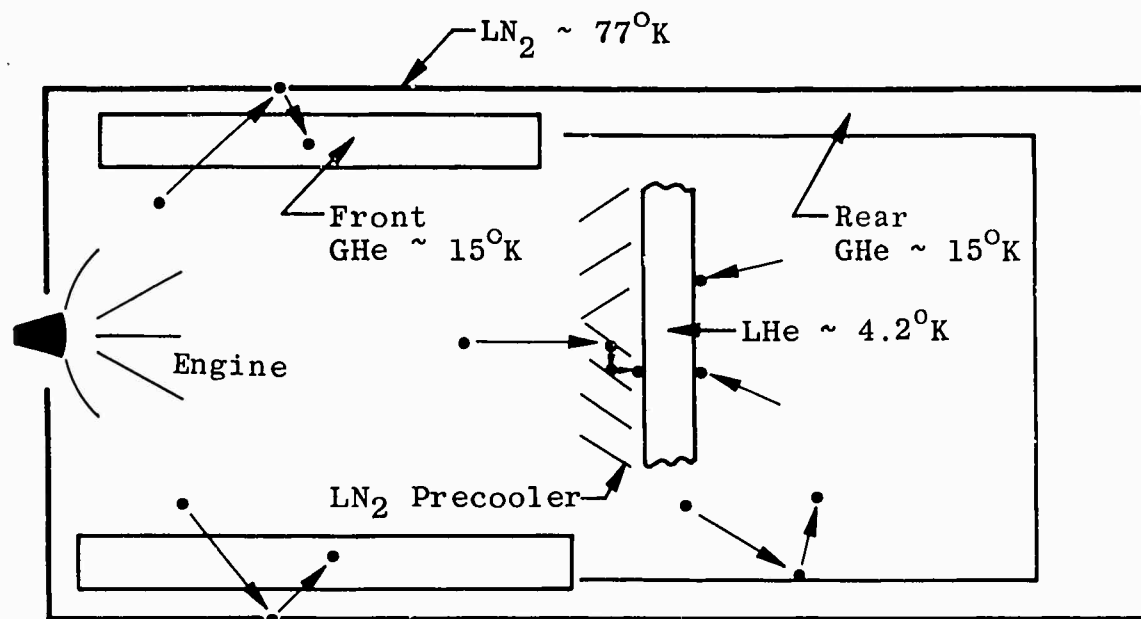 LN₂ ~ 77°K
Front
GHe ~ 15°K
Rear
GHe ~ 15°K
LHe ~ 4.2°K
Engine
LN₂ Precooler